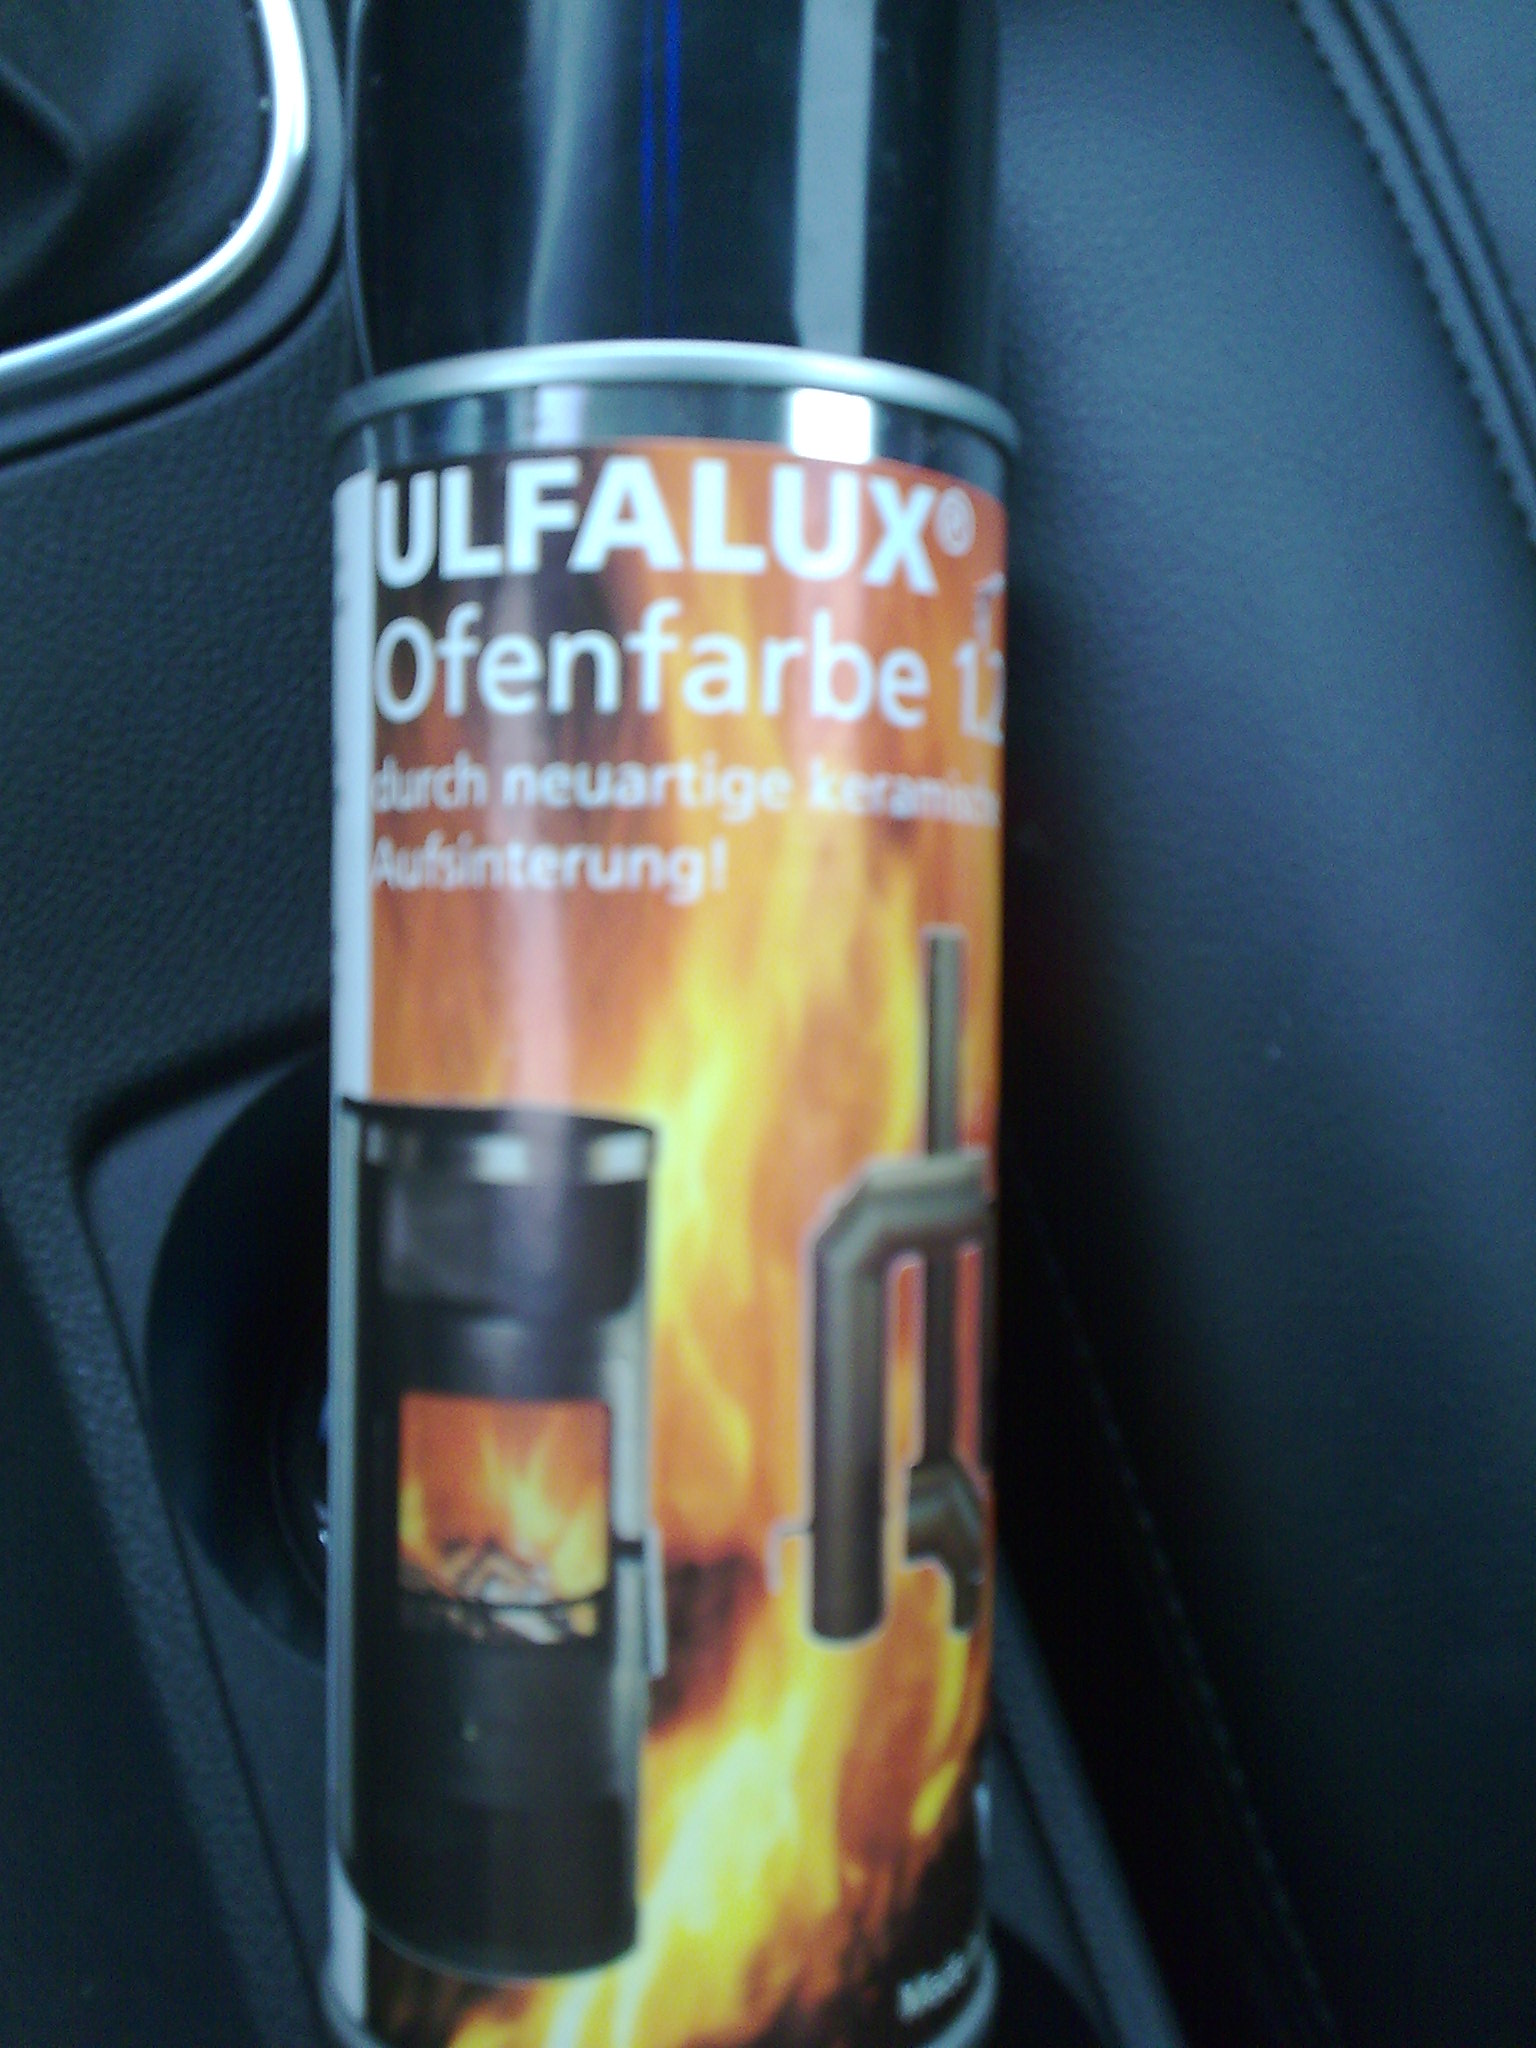 ULFALUX®
Ofenfarbe
durch neuartige
Aufsinterung!